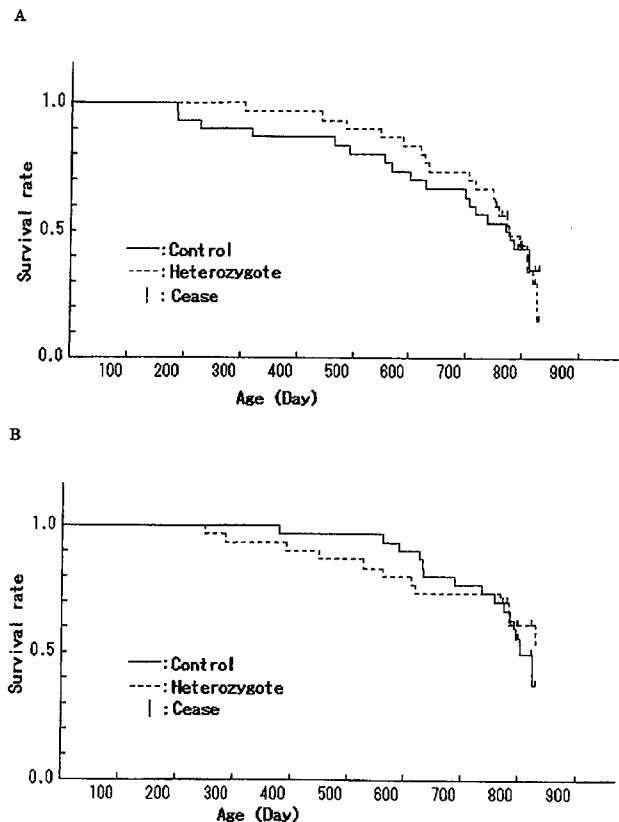 A
Survival rate
1.0
0.5
0.0
:Control
:Heterozygote
:Cease
100 200 300 400 500 600 700 800 900
Age (Day)
B
Survival rate
1.0
0.5
0.0
:Control
:Heterozygote
:Cease
100 200 300 400 500 600 700 800 900
Age (Day)